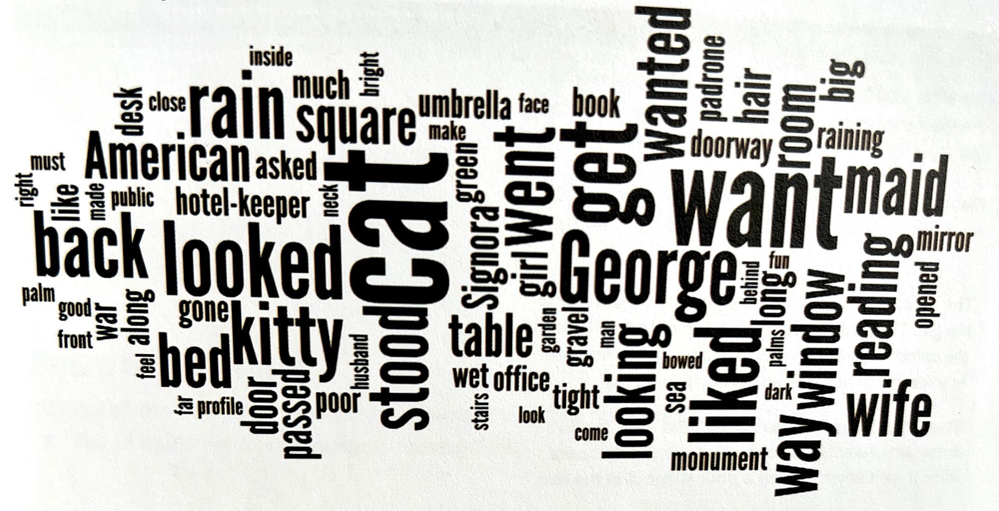 inside
much
bright
desk
close
rain
square
umbrella
face
book
wanted
padrone
hair
big
room
make
doorway
raining
must
American
asked
cat
green
went
get
want
maid
right
like
made
public
hotel-keeper
neck
back
looked
Signora
girl
George
behind
fun
long
reading
mirror
opened
palm
good
war
along
gone
kitty
front
feel
bed
husband
stood
table
garden
gravel
man
looking
bowed
liked
palms
window
far
profile
door
passed
poor
wet
office
stairs
look
tight
come
sea
dark
monument
way
wife